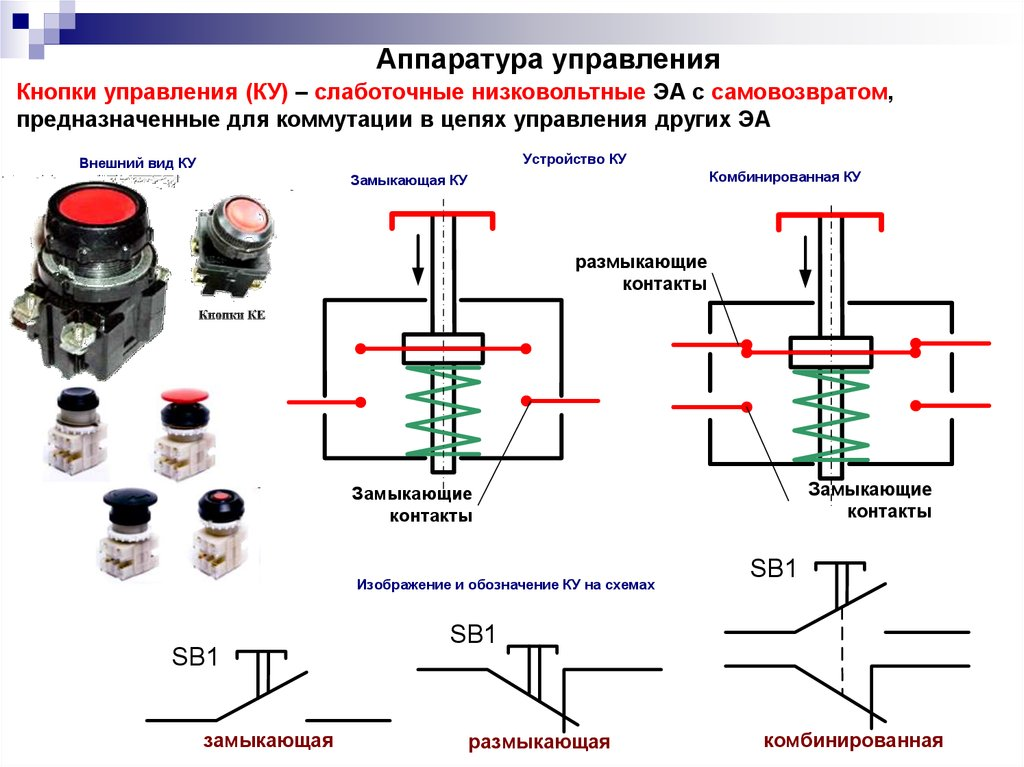 Аппаратура управления
Кнопки управления (КУ) – слаботочные низковольтные ЭА с самовозвратом,
предназначенные для коммутации в цепях управления других ЭА
Внешний вид КУ
Устройство КУ
Замыкающая КУ
Комбинированная КУ
размыкающие
контакты
Кнопки КЕ
Замыкающие
контакты
Замыкающие
контакты
Изображение и обозначение КУ на схемах
SB1
SB1
SB1
замыкающая
размыкающая
комбинированная